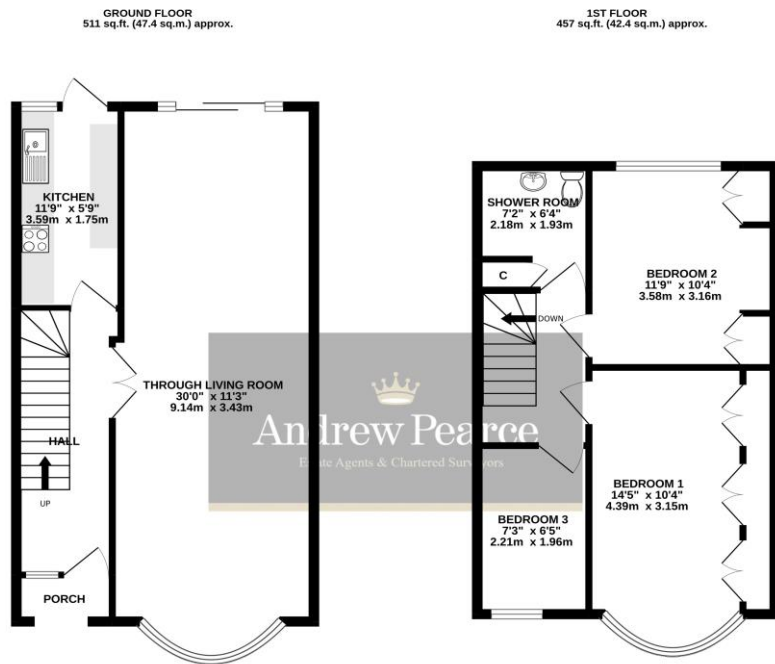 GROUND FLOOR
511 sq.ft. (47.4 sq.m.) approx.
1ST FLOOR
457 sq.ft. (42.4 sq.m.) approx.
KITCHEN
11'9" x 5'9"
3.59m x 1.75m
THROUGH LIVING ROOM
30'0" x 11'3"
9.14m x 3.43m
HALL
UP
PORCH
SHOWER ROOM
7'2" x 6'4"
2.18m x 1.93m
C
DOWN
BEDROOM 2
11'9" x 10'4"
3.58m x 3.16m
BEDROOM 1
14'5" x 10'4"
4.39m x 3.15m
BEDROOM 3
7'3" x 6'5"
2.21m x 1.96m
Andrew Pearce
Estate Agents & Chartered Surveyors